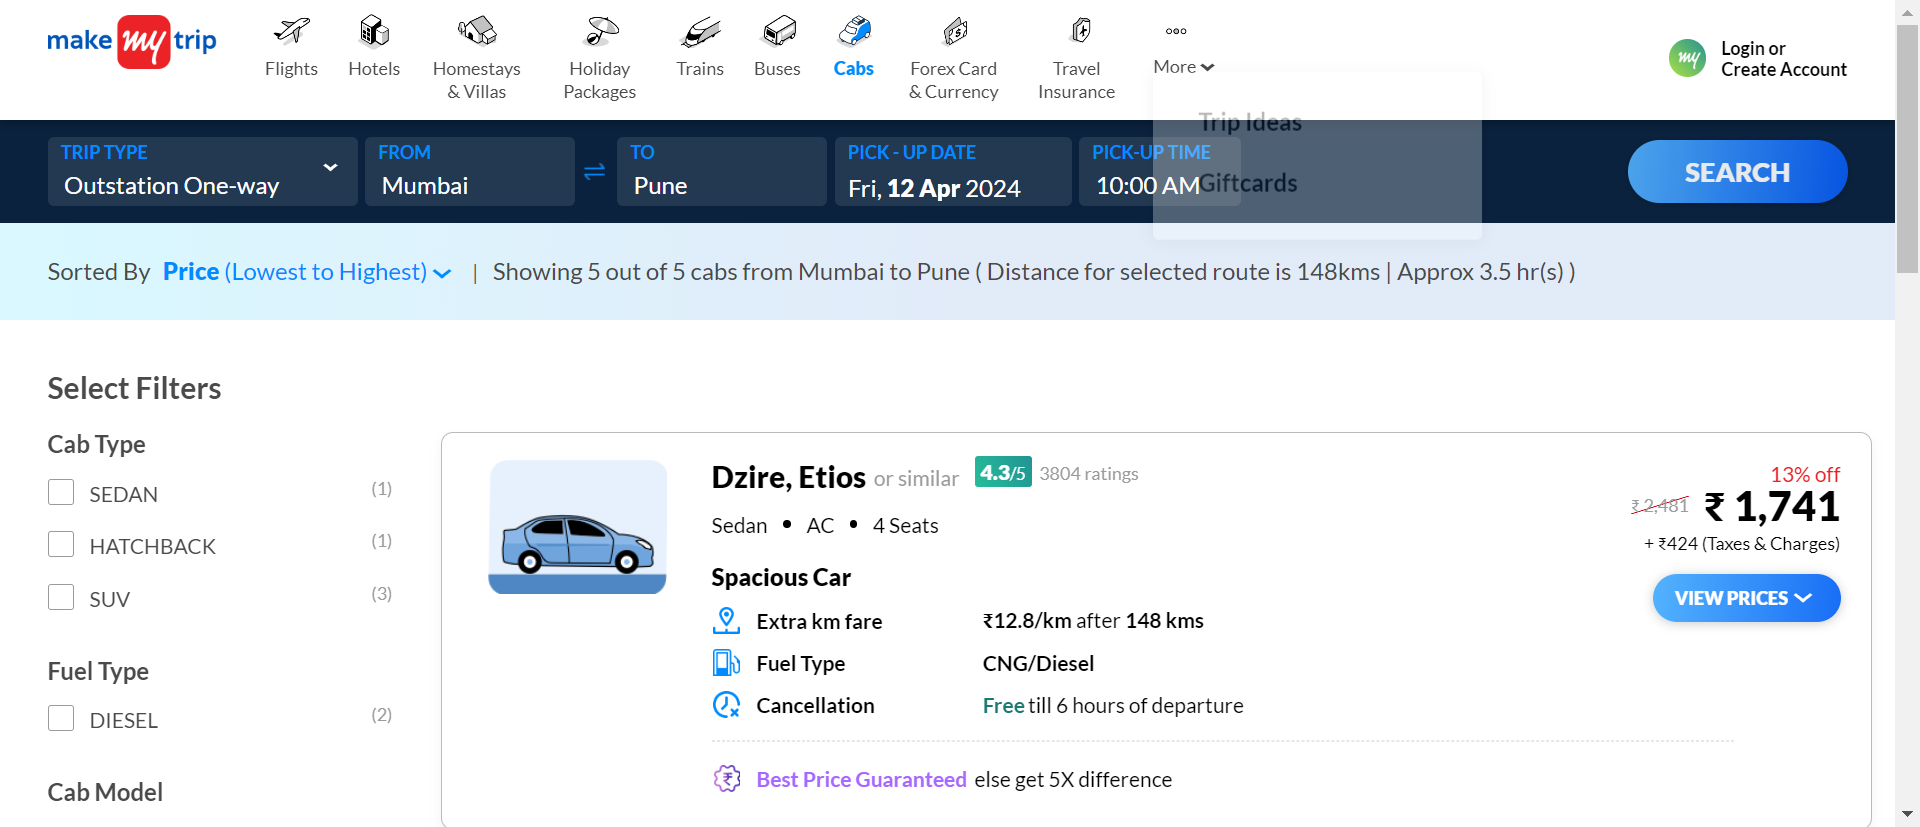 make my trip
Flights
Hotels
Homestays
& Villas
Holiday
Packages
Trains
Buses
Cabs
Forex Card
& Currency
Travel
Insurance
More
my
Login or
Create Account
Trip Ideas
Giftcards
TRIP TYPE
Outstation One-way
FROM
Mumbai
TO
Pune
PICK - UP DATE
Fri, 12 Apr 2024
PICK-UP TIME
10:00 AM
SEARCH
Sorted By Price (Lowest to Highest) | Showing 5 out of 5 cabs from Mumbai to Pune ( Distance for selected route is 148kms | Approx 3.5 hr(s) )
Select Filters
Cab Type
SEDAN (1)
HATCHBACK (1)
SUV (3)
Fuel Type
DIESEL (2)
Cab Model
Dzire, Etios or similar 4.3/5 3804 ratings
Sedan • AC • 4 Seats
Spacious Car
Extra km fare ₹12.8/km after 148 kms
Fuel Type CNG/Diesel
Cancellation Free till 6 hours of departure
Best Price Guaranteed else get 5X difference
13% off
₹ 2,481 ₹ 1,741
+ ₹424 (Taxes & Charges)
VIEW PRICES